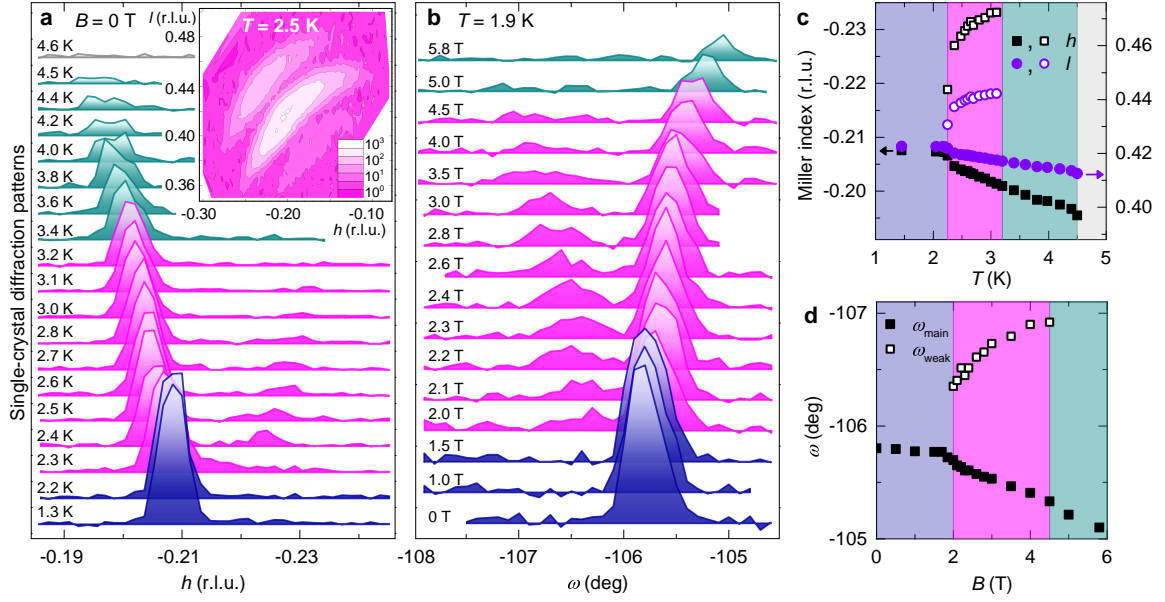 a
B = 0 T
l (r.l.u.)
T = 2.5 K
0.48
0.44
0.40
0.36
10³
10²
10¹
10⁰
-0.30
-0.20
-0.10
h (r.l.u.)
4.6 K
4.5 K
4.4 K
4.2 K
4.0 K
3.8 K
3.6 K
3.4 K
3.2 K
3.1 K
3.0 K
2.8 K
2.7 K
2.6 K
2.5 K
2.4 K
2.3 K
2.2 K
1.3 K
Single-crystal diffraction patterns
-0.19
-0.21
-0.23
h (r.l.u.)
b
T = 1.9 K
5.8 T
5.0 T
4.5 T
4.0 T
3.5 T
3.0 T
2.8 T
2.6 T
2.4 T
2.3 T
2.2 T
2.1 T
2.0 T
1.5 T
1.0 T
0 T
-108
-107
-106
-105
ω (deg)
c
-0.23
-0.22
-0.21
-0.20
Miller index (r.l.u.)
, h
, l
0.46
0.44
0.42
0.40
1
2
3
4
5
T (K)
d
-107
-106
-105
ω (deg)
ωmain
ωweak
0
2
4
6
B (T)